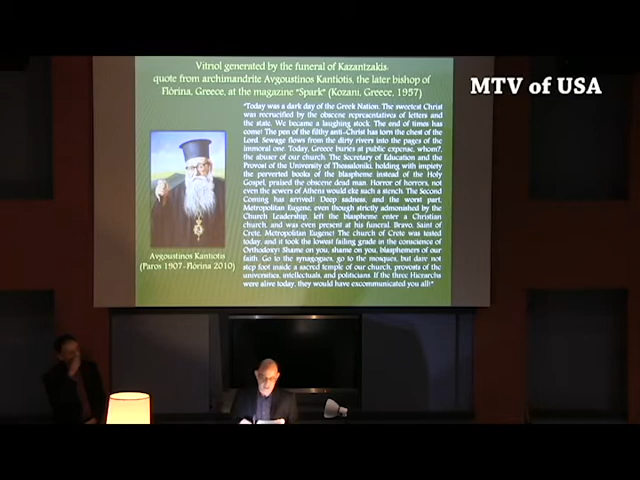 MTV of USA
Vitriol generated by the funeral of Kazantzakis:
quote from archimandrite Avgoustinos Kantiotis, the later bishop of
Flórina, Greece, at the magazine "Spark" (Kozani, Greece, 1957)
"Today was a dark day of the Greek Nation. The sweetest Christ
was recrucified by the obscene representatives of letters and
the state. We became a laughing stock. The end of times has
come! The pen of the filthy anti-Christ has torn the chest of the
Lord. Sewage flows from the dirty rivers into the pages of the
immoral one. Today, Greece buries at public expense, whom?,
the abuser of our church. The Secretary of Education and the
Provost of the University of Thessaloniki, holding with impiety
the perverted books of the blaspheme instead of the Holy
Gospel, praised the obscene dead man. Horror of horrors, not
even the sewers of Athens would eke such a stench. The Second
Coming has arrived! Deep sadness, and the worst part,
Metropolitan Eugene, even though strictly admonished by the
Church Leadership, left the blaspheme enter a Christian
church, and was even present at his funeral. Bravo, Saint of
Crete, Metropolitan Eugene! The church of Crete was tested
today, and it took the lowest failing grade in the conscience of
Orthodoxy! Shame on you, shame on you, blasphemers of our
faith. Go to the synagogues, go to the mosques, but dare not
step foot inside a sacred temple of our church, provosts of the
universities, intellectuals, and politicians. If the three Hierarchs
were alive today, they would have excommunicated you all!"
Avgoustinos Kantiotis
(Paros 1907-Flórina 2010)